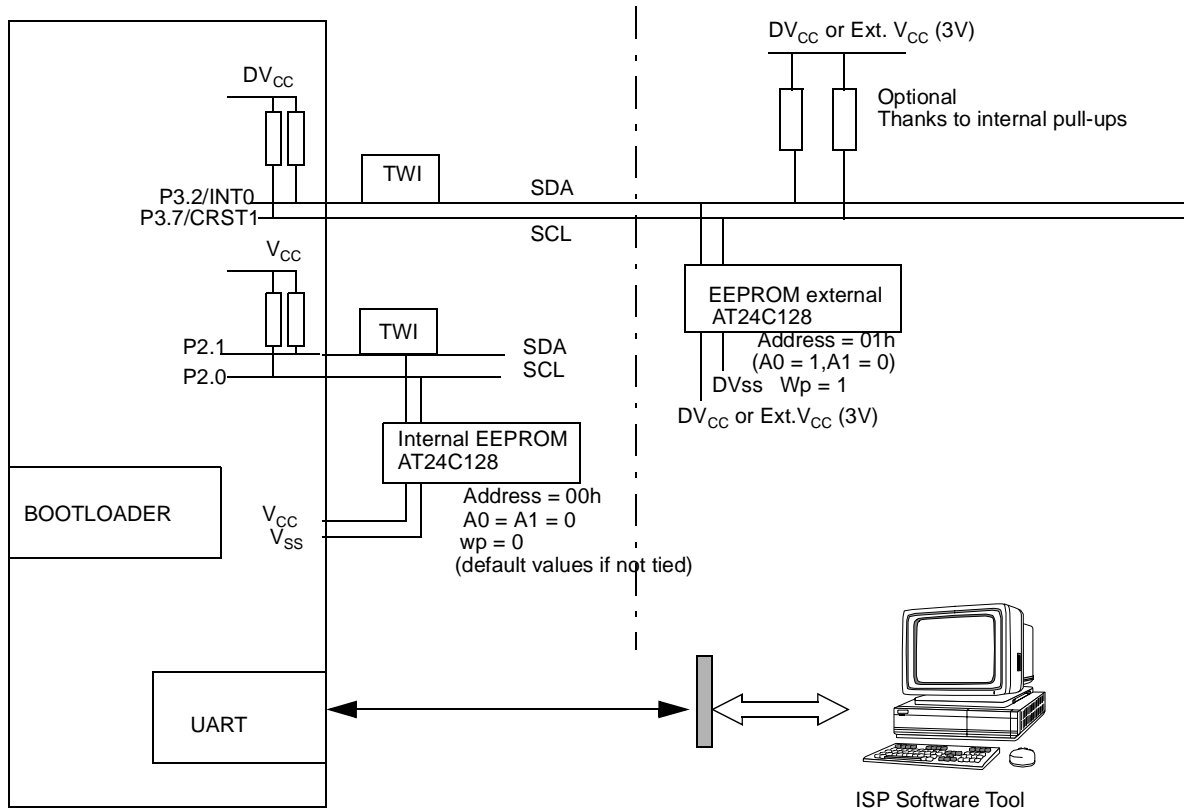 DVCC or Ext. VCC (3V)
DVCC
Optional
Thanks to internal pull-ups
TWI
SDA
P3.2/INT0
P3.7/CRST1
SCL
VCC
EEPROM external
AT24C128
TWI
Address = 01h
(A0 = 1,A1 = 0)
P2.1
SDA
P2.0
SCL
DVss Wp = 1
DVCC or Ext.VCC (3V)
Internal EEPROM
AT24C128
Address = 00h
A0 = A1 = 0
wp = 0
(default values if not tied)
BOOTLOADER
VCC
VSS
UART
ISP Software Tool